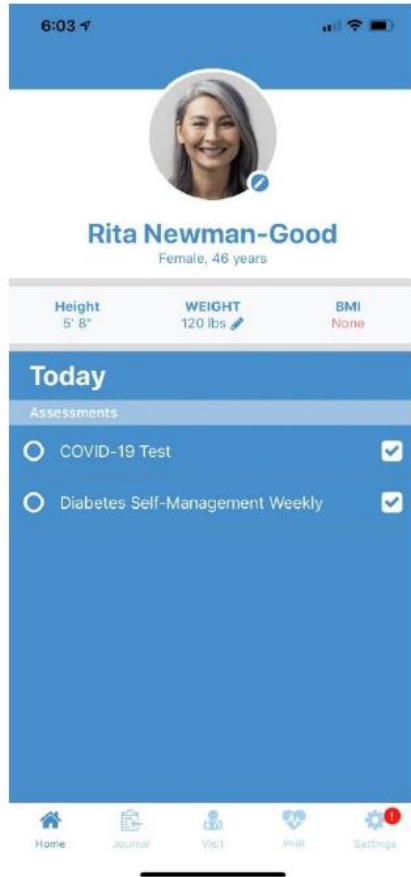 6:03
Rita Newman-Good
Female, 46 years
Height WEIGHT BMI
5' 8" 120 lbs None
Today
Assessments
COVID-19 Test
Diabetes Self-Management Weekly
Home Journal Visit PHR Settings